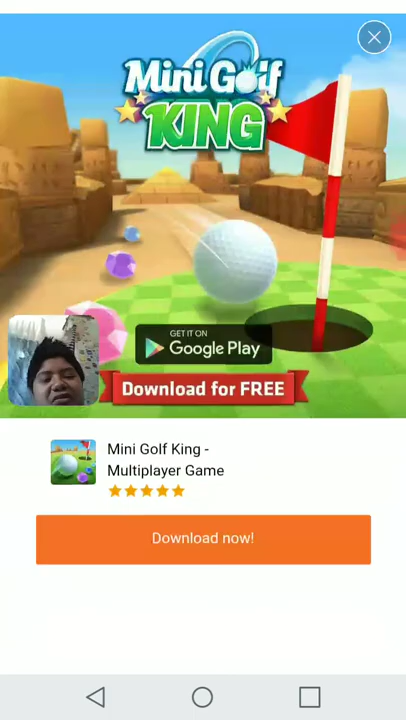 Mini Golf
KING
GET IT ON
Google Play
Download for FREE
Mini Golf King -
Multiplayer Game
Download now!